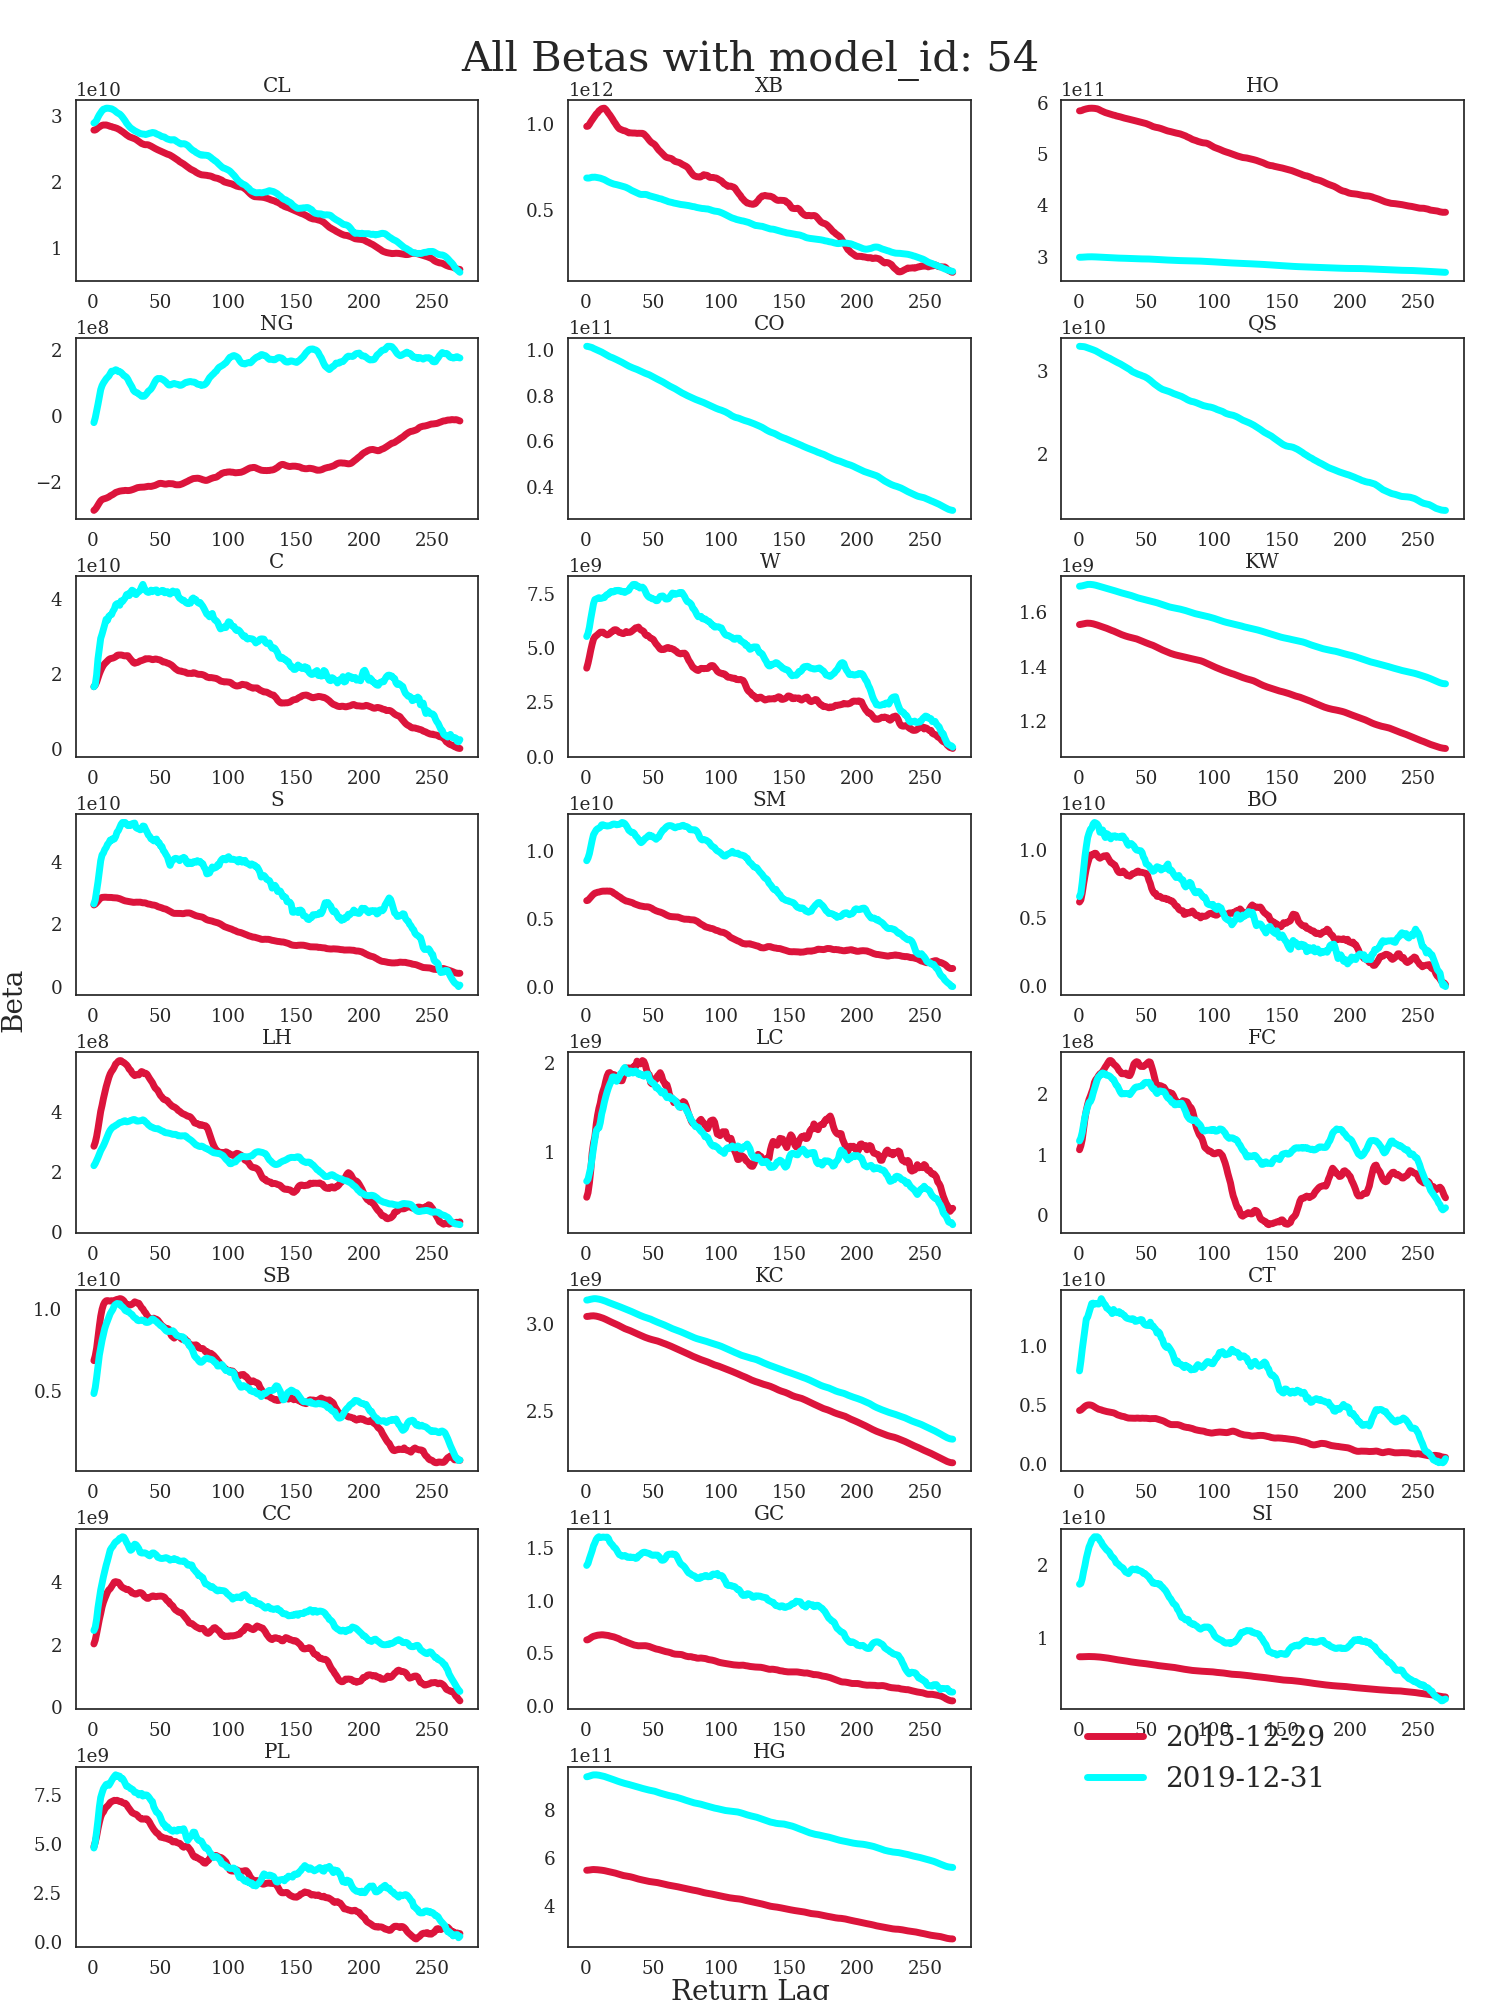 All Betas with model_id: 54
CL
XB
HO
1e10
1e12
1e11
3
2
1
1.0
0.5
6
5
4
3
0 50 100 150 200 250
0 50 100 150 200 250
0 50 100 150 200 250
NG
CO
QS
1e8
1e11
1e10
2
0
−2
1.0
0.8
0.6
0.4
3
2
0 50 100 150 200 250
0 50 100 150 200 250
0 50 100 150 200 250
C
W
KW
1e10
1e9
1e9
4
2
0
7.5
5.0
2.5
0.0
1.6
1.4
1.2
0 50 100 150 200 250
0 50 100 150 200 250
0 50 100 150 200 250
S
SM
BO
1e10
1e10
1e10
4
2
0
1.0
0.5
0.0
1.0
0.5
0.0
0 50 100 150 200 250
0 50 100 150 200 250
0 50 100 150 200 250
Beta
LH
LC
FC
1e8
1e9
1e8
4
2
0
2
1
2
1
0
0 50 100 150 200 250
0 50 100 150 200 250
0 50 100 150 200 250
SB
KC
CT
1e10
1e9
1e10
1.0
0.5
3.0
2.5
1.0
0.5
0.0
0 50 100 150 200 250
0 50 100 150 200 250
0 50 100 150 200 250
CC
GC
SI
1e9
1e11
1e10
4
2
0
1.5
1.0
0.5
0.0
2
1
0 50 100 150 200 250
0 50 100 150 200 250
0 50 100 150 200 250
2015-12-29
2019-12-31
PL
HG
1e9
1e11
7.5
5.0
2.5
0.0
8
6
4
0 50 100 150 200 250
0 50 100 150 200 250
Return Lag